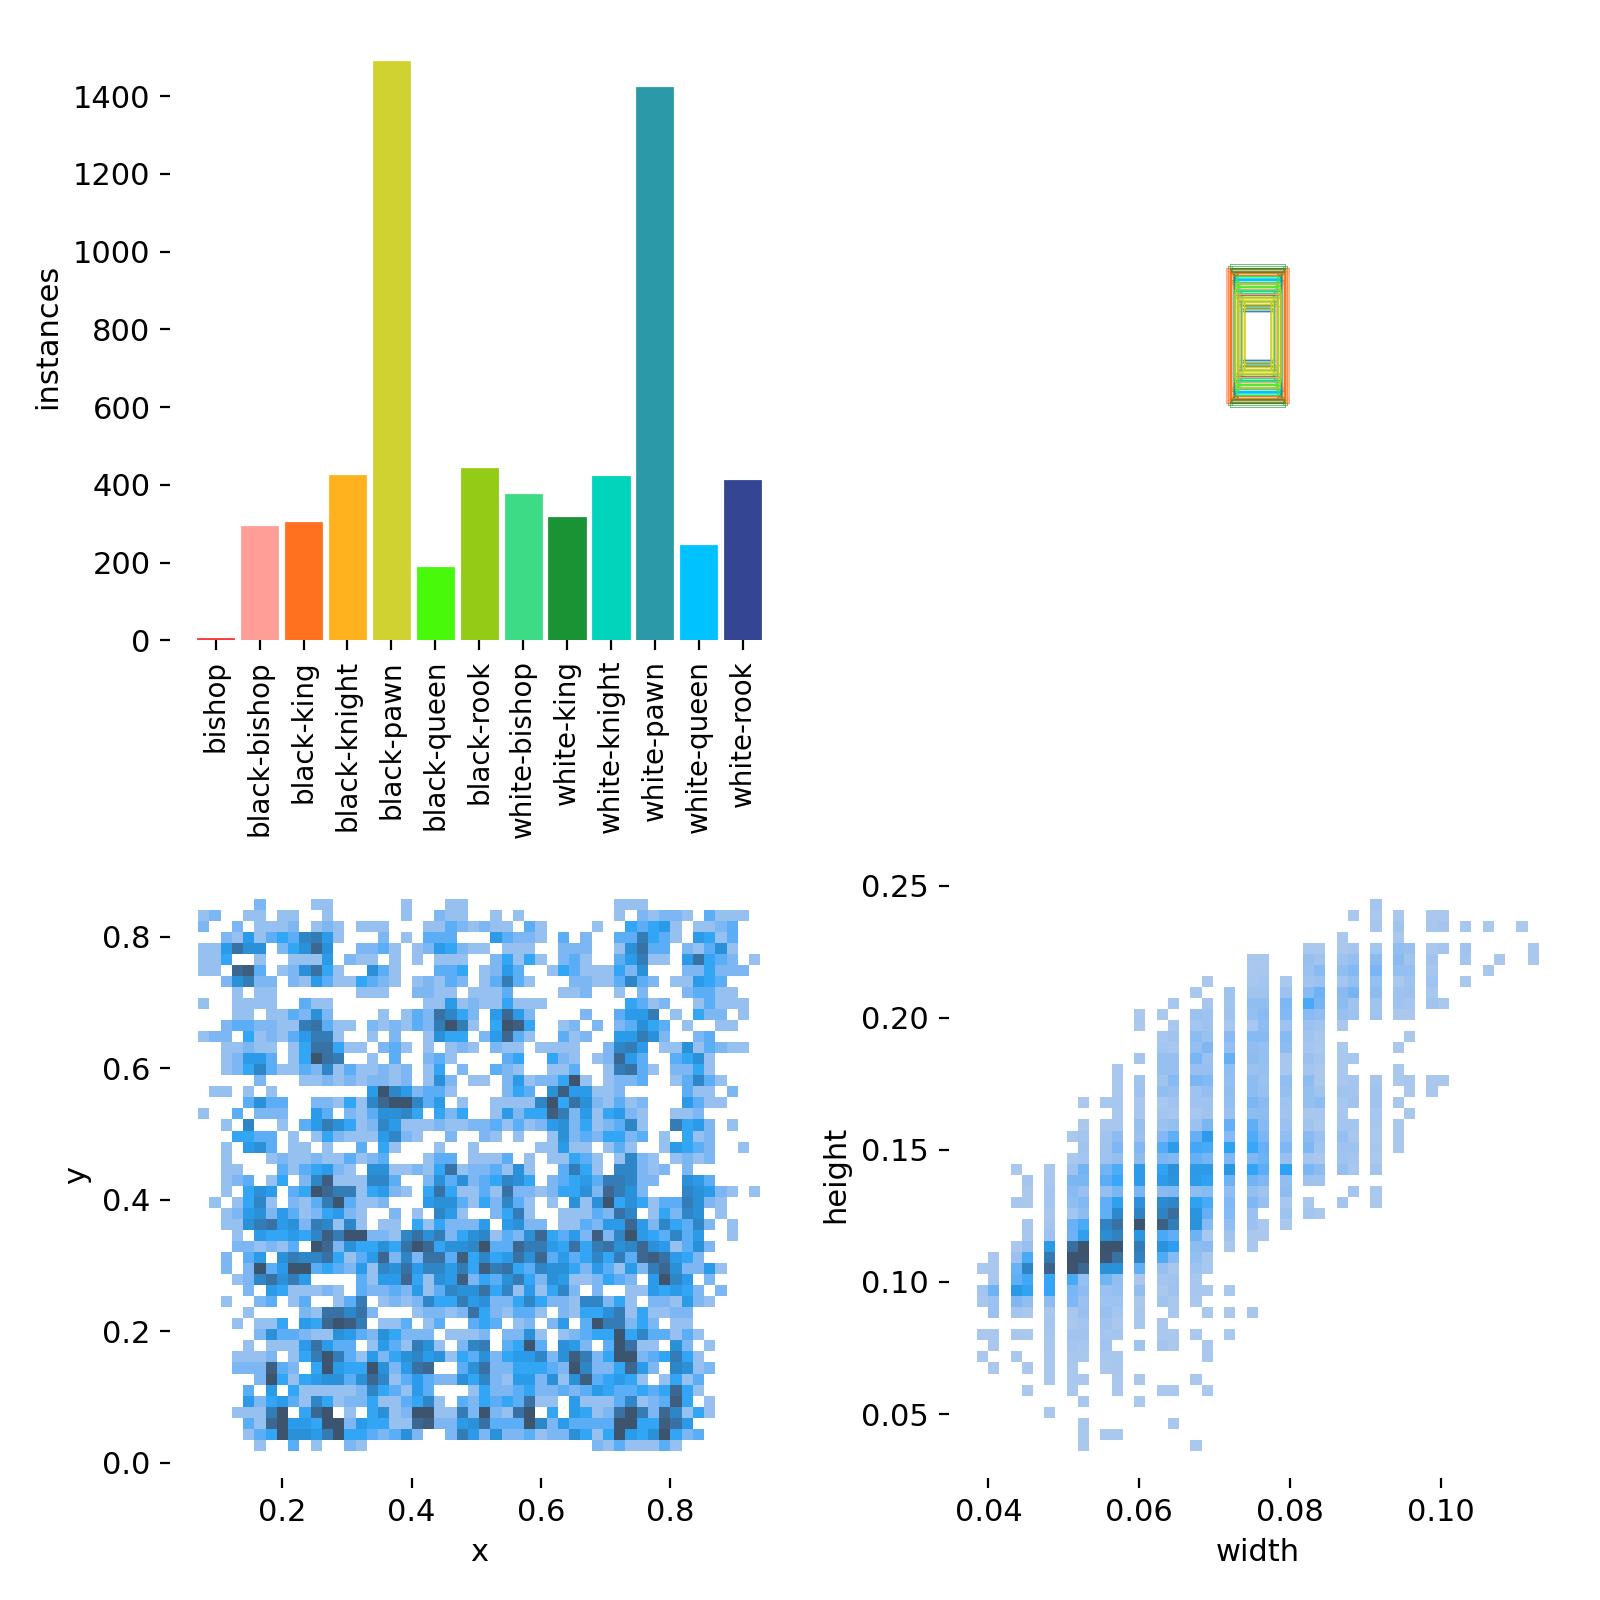 1400
1200
1000
800
600
400
200
0
instances
bishop
black-bishop
black-king
black-knight
black-pawn
black-queen
black-rook
white-bishop
white-king
white-knight
white-pawn
white-queen
white-rook
0.8
0.6
0.4
0.2
0.0
y
0.2 0.4 0.6 0.8
x
0.25
0.20
0.15
0.10
0.05
height
0.04 0.06 0.08 0.10
width